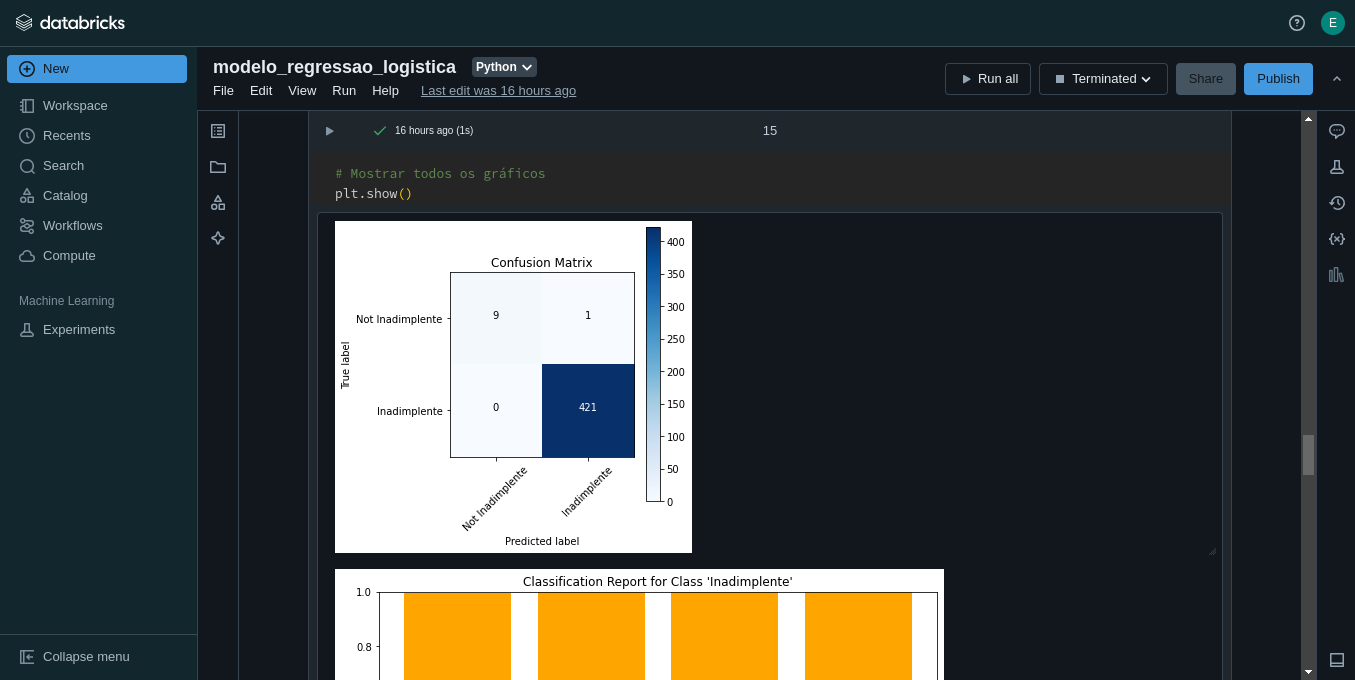 databricks
E
New
Workspace
Recents
Search
Catalog
Workflows
Compute
Machine Learning
Experiments
Collapse menu
modelo_regressao_logistica
Python
File Edit View Run Help Last edit was 16 hours ago
Run all
Terminated
Share
Publish
16 hours ago (1s)
15
# Mostrar todos os gráficos
plt.show()
Confusion Matrix
True label
Not Inadimplente
Inadimplente
9 1
0 421
Not Inadimplente
Inadimplente
Predicted label
400
350
300
250
200
150
100
50
0
Classification Report for Class 'Inadimplente'
1.0
0.8